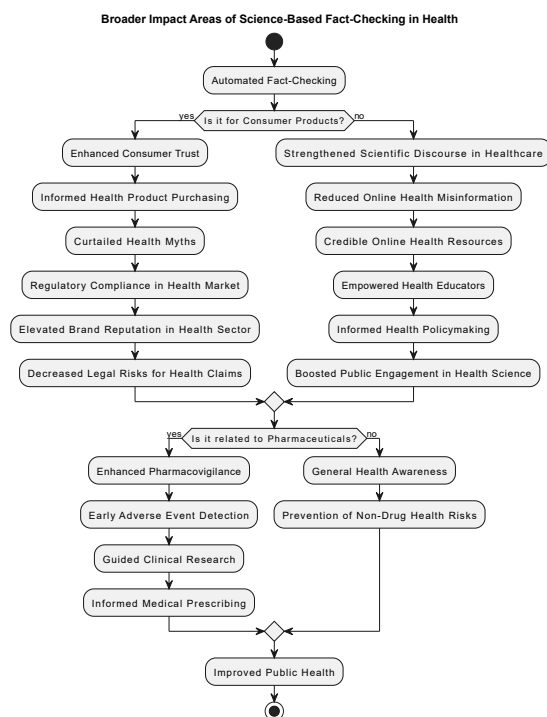 Broader Impact Areas of Science-Based Fact-Checking in Health
Automated Fact-Checking
yes
Is it for Consumer Products?
no
Enhanced Consumer Trust
Informed Health Product Purchasing
Curtailed Health Myths
Regulatory Compliance in Health Market
Elevated Brand Reputation in Health Sector
Decreased Legal Risks for Health Claims
Strengthened Scientific Discourse in Healthcare
Reduced Online Health Misinformation
Credible Online Health Resources
Empowered Health Educators
Informed Health Policymaking
Boosted Public Engagement in Health Science
yes
Is it related to Pharmaceuticals?
no
Enhanced Pharmacovigilance
Early Adverse Event Detection
Guided Clinical Research
Informed Medical Prescribing
General Health Awareness
Prevention of Non-Drug Health Risks
Improved Public Health